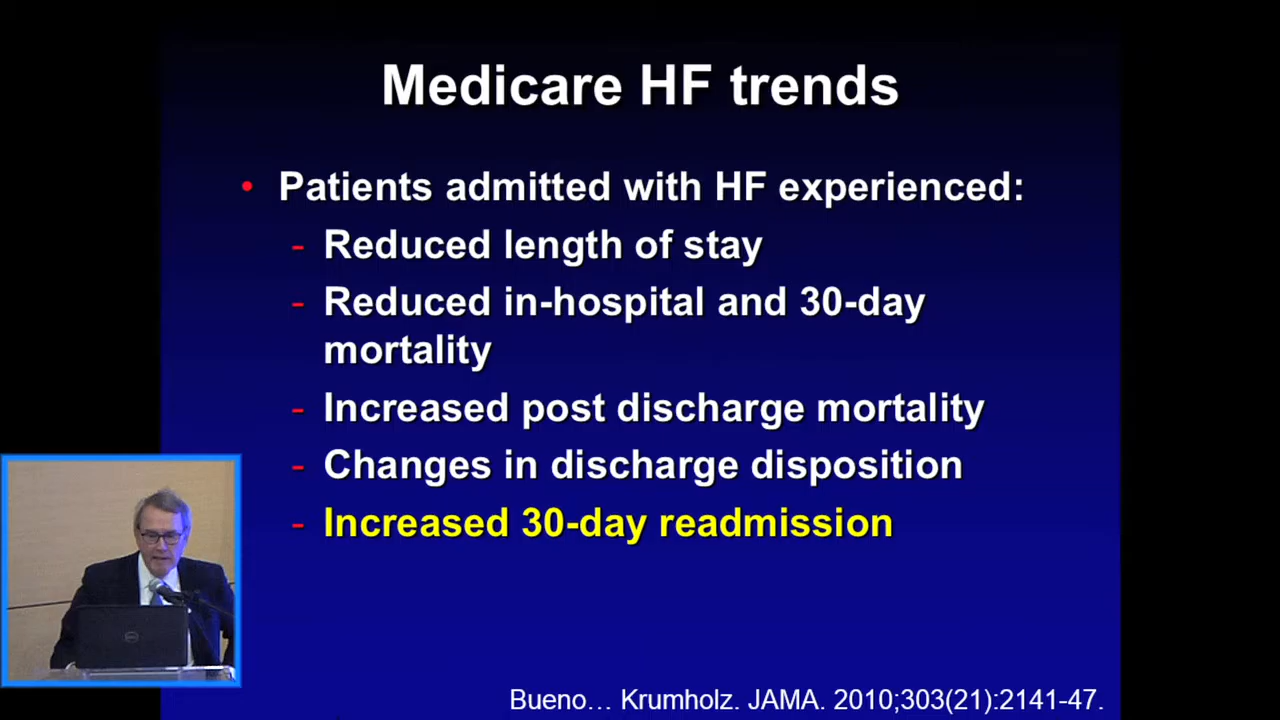 Medicare HF trends
• Patients admitted with HF experienced:
- Reduced length of stay
- Reduced in-hospital and 30-day
mortality
- Increased post discharge mortality
- Changes in discharge disposition
- Increased 30-day readmission
Bueno… Krumholz. JAMA. 2010;303(21):2141-47.